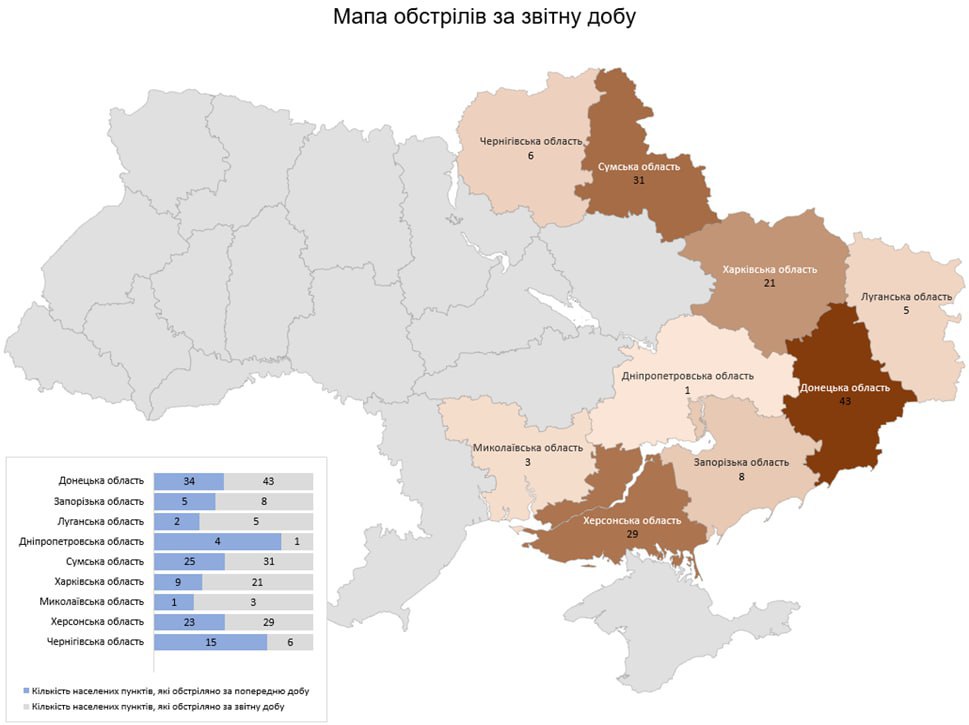 Мапа обстрілів за звітну добу
Чернігівська область
6
Сумська область
31
Харківська область
21
Луганська область
5
Дніпропетровська область
1
Донецька область
43
Миколаївська область
3
Запорізька область
8
Херсонська область
29
Донецька область 34 43
Запорізька область 5 8
Луганська область 2 5
Дніпропетровська область 4 1
Сумська область 25 31
Харківська область 9 21
Миколаївська область 1 3
Херсонська область 23 29
Чернігівська область 15 6
Кількість населених пунктів, які обстріляно за попередню добу
Кількість населених пунктів, які обстріляно за звітну добу